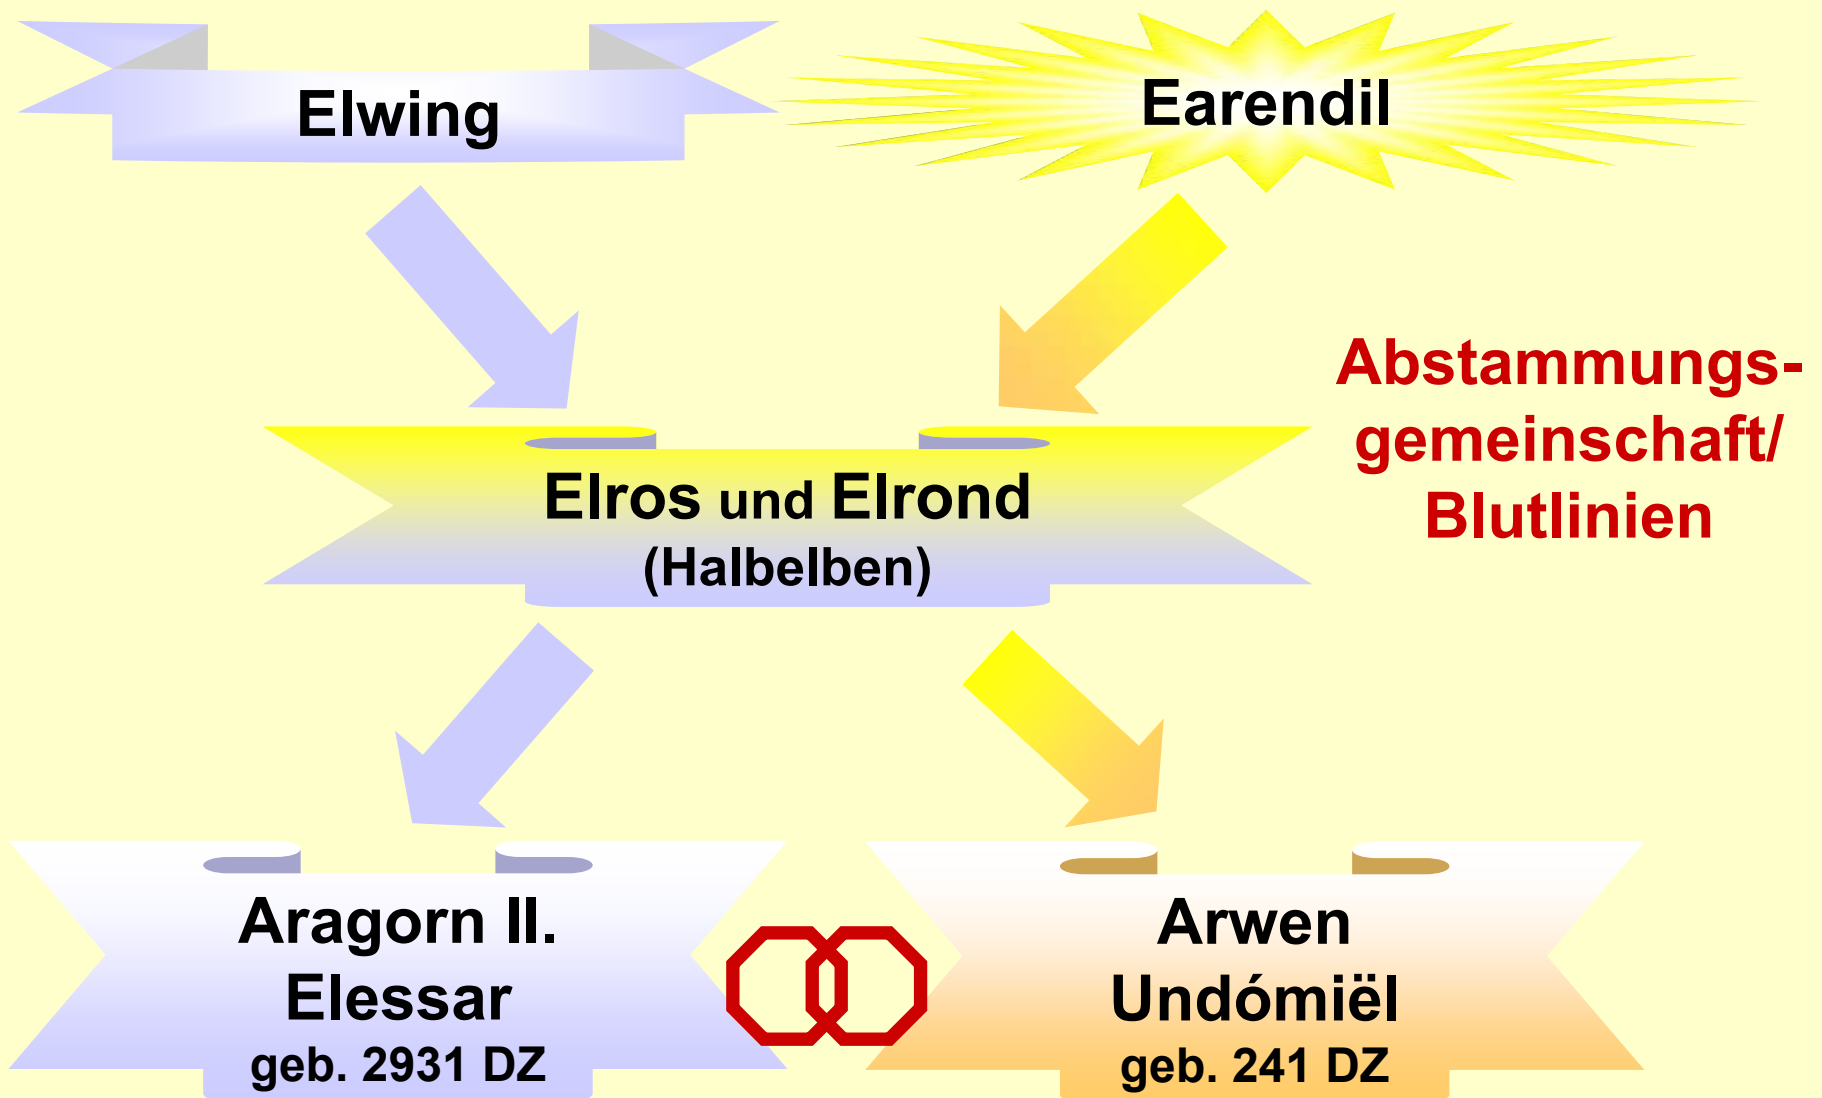 Elwing
Earendil
Abstammungs-
gemeinschaft/
Blutlinien
Elros und Elrond
(Halbelben)
Aragorn II.
Elessar
geb. 2931 DZ
Arwen
Undómiël
geb. 241 DZ